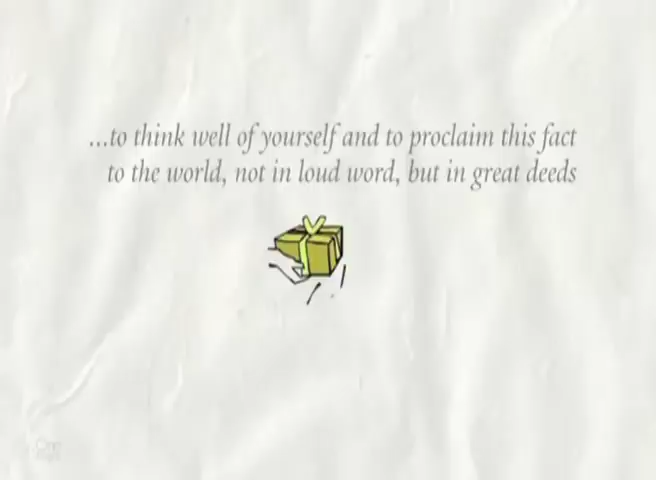 ...to think well of yourself and to proclaim this fact
to the world, not in loud word, but in great deeds